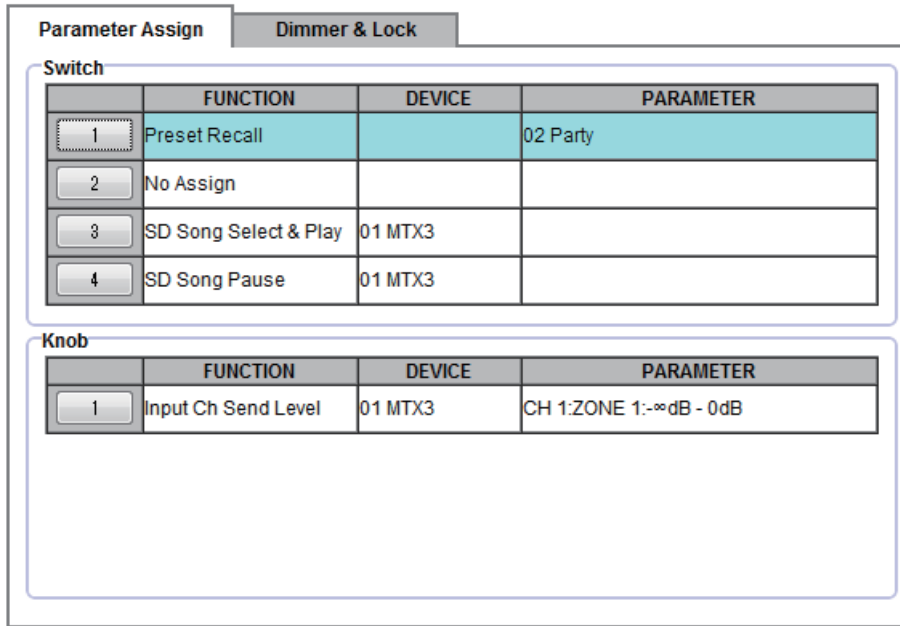 Parameter Assign Dimmer & Lock
Switch
FUNCTION DEVICE PARAMETER
1 Preset Recall 02 Party
2 No Assign
3 SD Song Select & Play 01 MTX3
4 SD Song Pause 01 MTX3
Knob
FUNCTION DEVICE PARAMETER
1 Input Ch Send Level 01 MTX3 CH 1:ZONE 1:-∞dB - 0dB